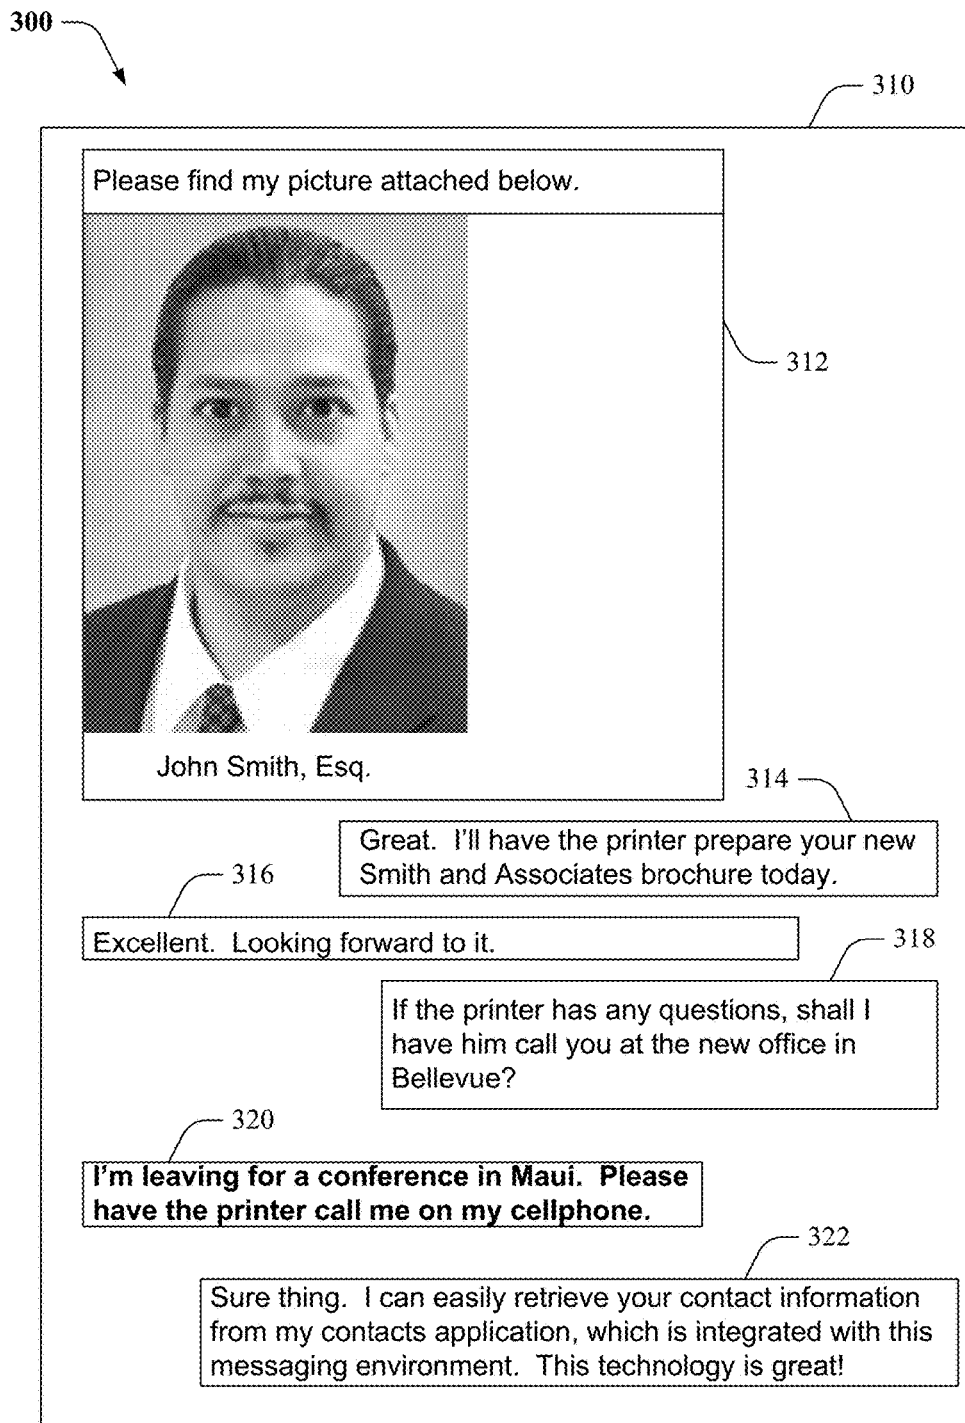 300
310
Please find my picture attached below.
312
John Smith, Esq.
314
Great.  I'll have the printer prepare your new
Smith and Associates brochure today.
316
Excellent.  Looking forward to it.
318
If the printer has any questions, shall I
have him call you at the new office in
Bellevue?
320
I'm leaving for a conference in Maui.  Please
have the printer call me on my cellphone.
322
Sure thing.  I can easily retrieve your contact information
from my contacts application, which is integrated with this
messaging environment.  This technology is great!